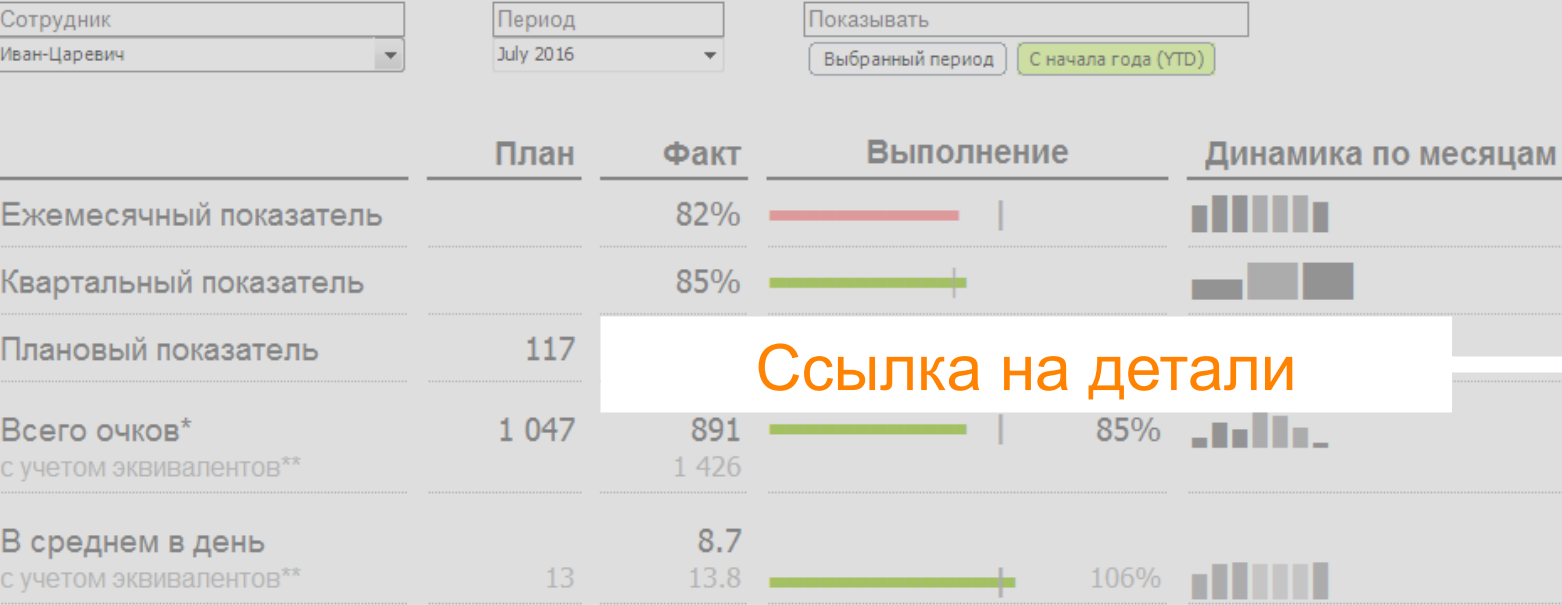 Сотрудник Период Показывать
Иван-Царевич July 2016 Выбранный период С начала года (YTD)
План Факт Выполнение Динамика по месяцам
Ежемесячный показатель 82%
Квартальный показатель 85%
Плановый показатель 117 Ссылка на детали
Всего очков* 1 047 891 85%
с учетом эквивалентов** 1 426
В среднем в день 8.7
с учетом эквивалентов** 13 13.8 106%